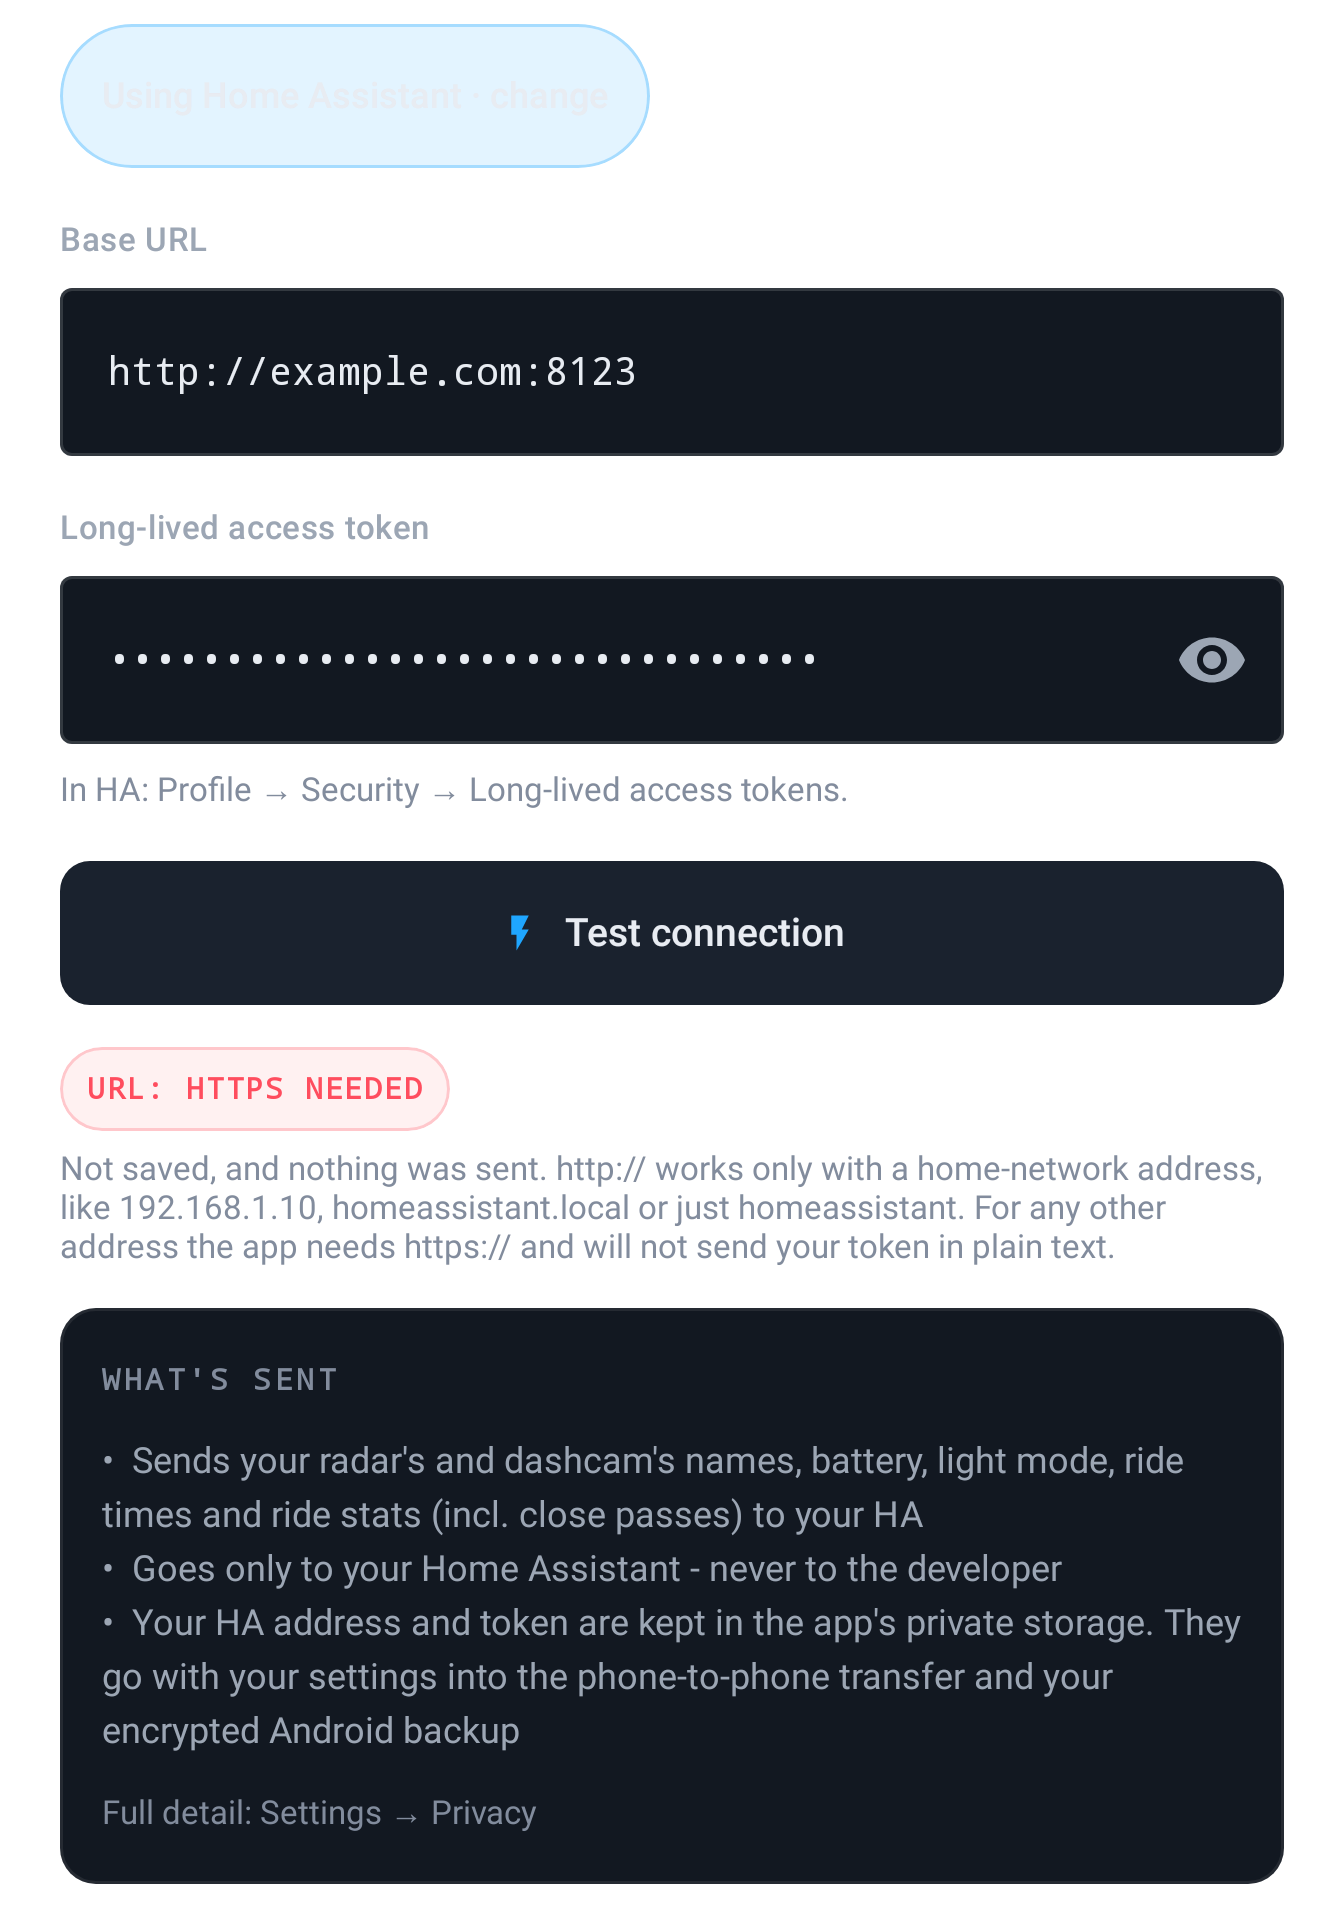 Using Home Assistant · change
Base URL
http://example.com:8123
Long-lived access token
•••••••••••••••••••••••••••••••
In HA: Profile → Security → Long-lived access tokens.
Test connection
URL: HTTPS NEEDED
Not saved, and nothing was sent. http:// works only with a home-network address,
like 192.168.1.10, homeassistant.local or just homeassistant. For any other
address the app needs https:// and will not send your token in plain text.
WHAT'S SENT
• Sends your radar's and dashcam's names, battery, light mode, ride
times and ride stats (incl. close passes) to your HA
• Goes only to your Home Assistant - never to the developer
• Your HA address and token are kept in the app's private storage. They
go with your settings into the phone-to-phone transfer and your
encrypted Android backup
Full detail: Settings → Privacy